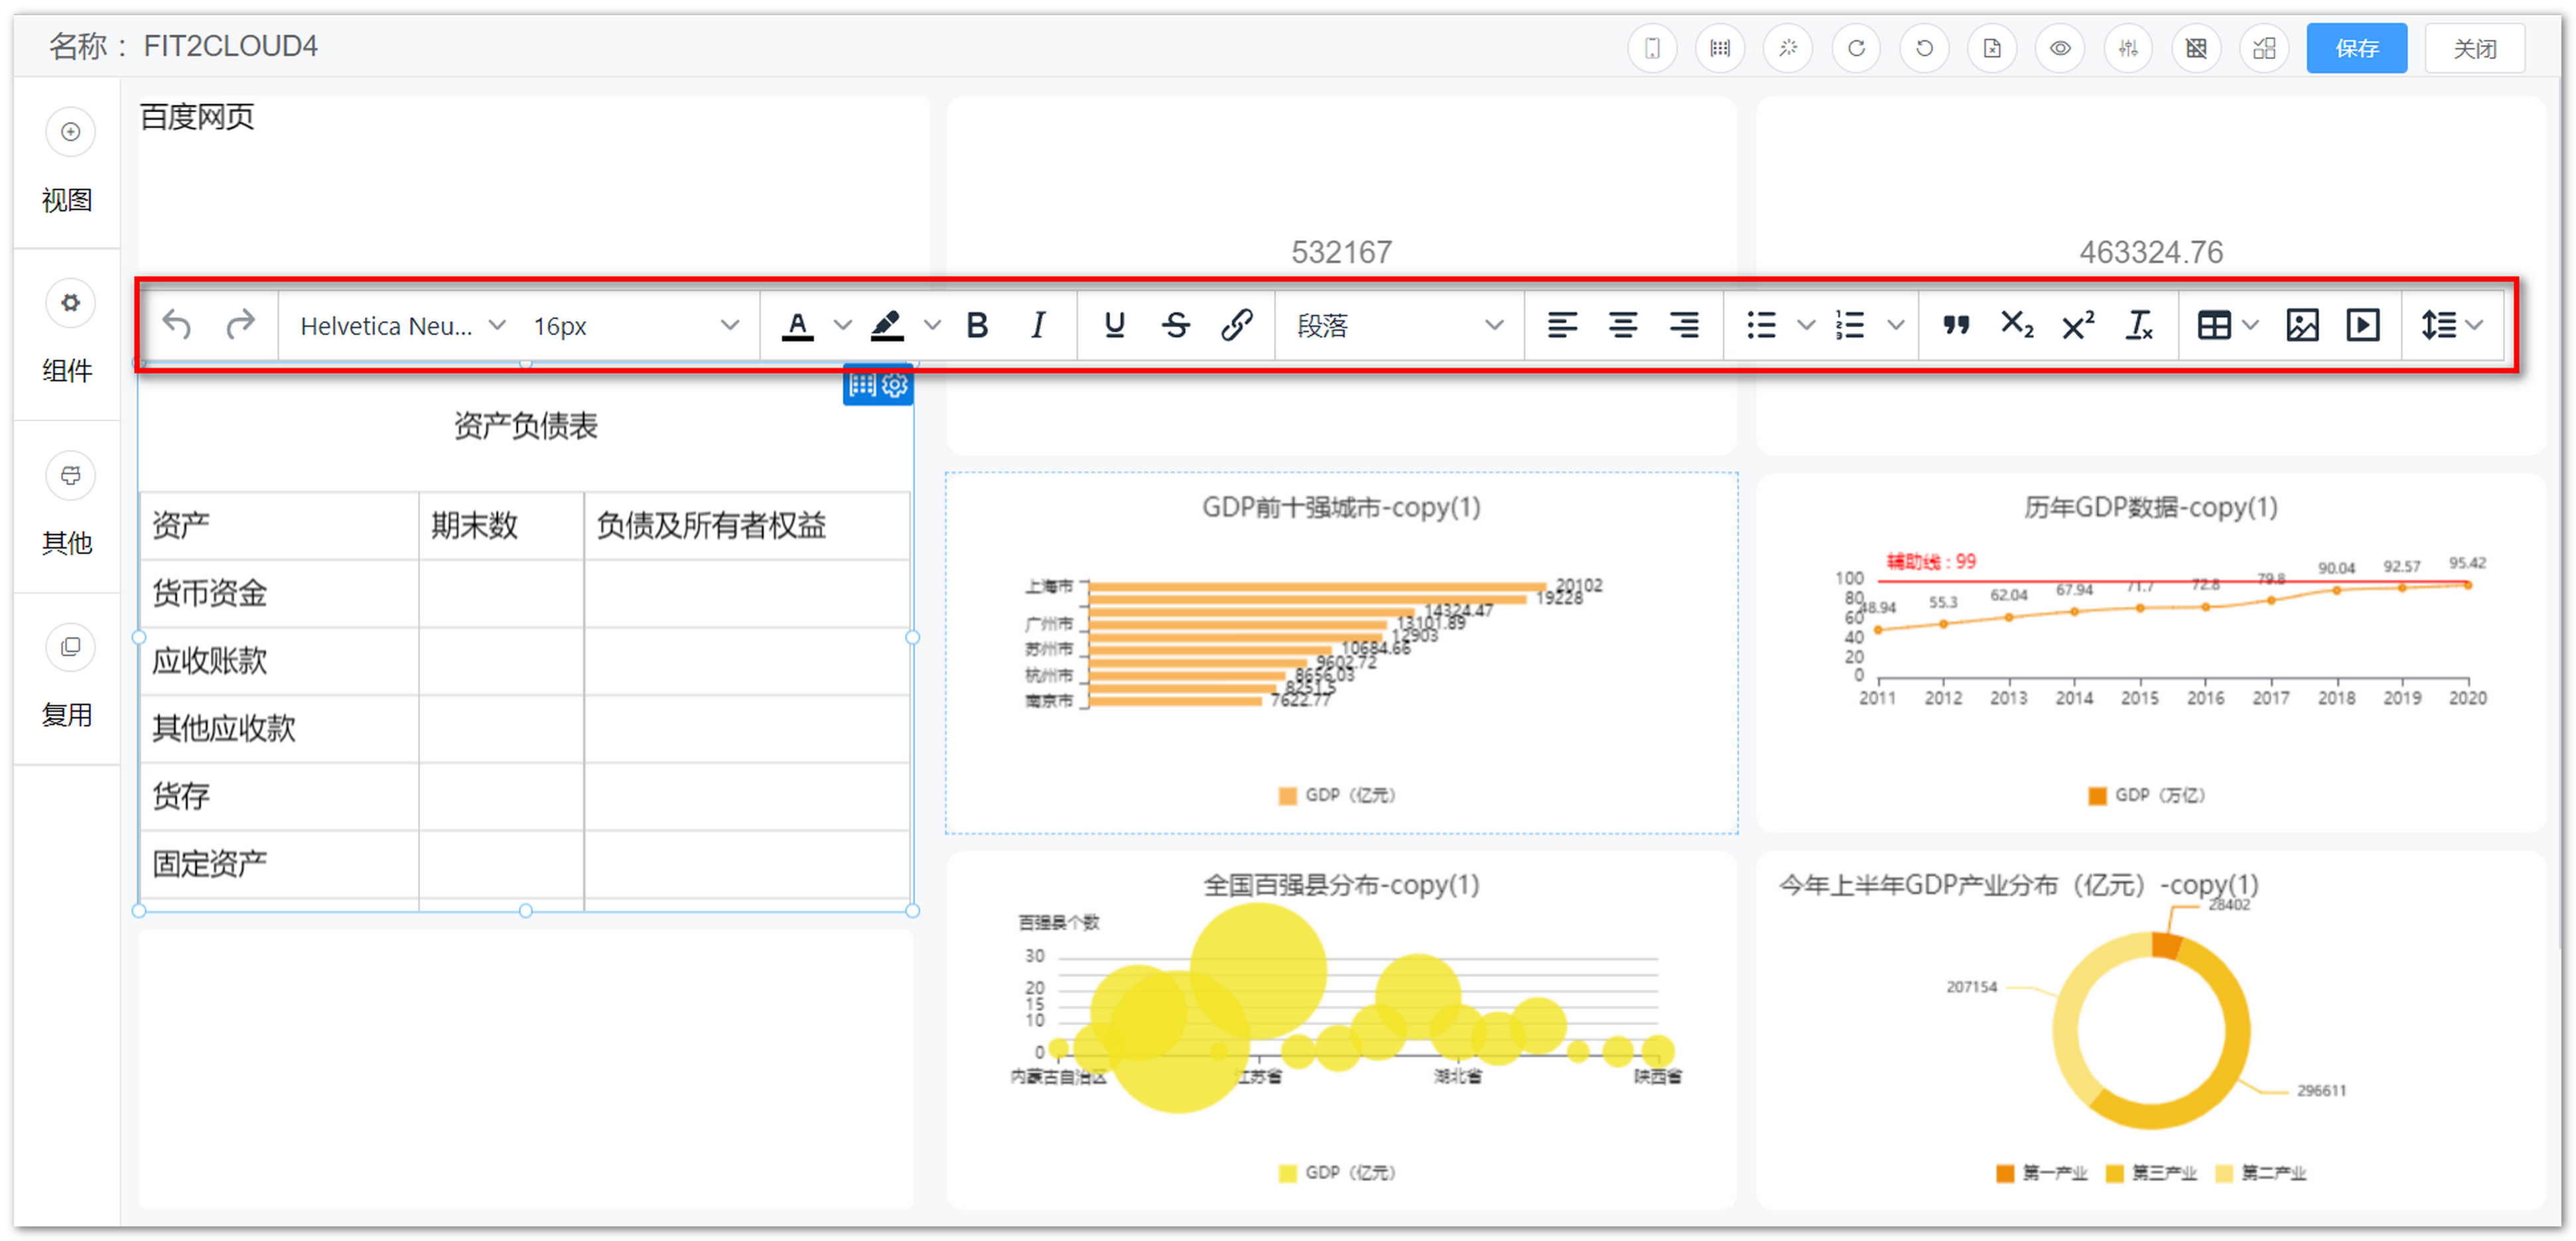 名称： FIT2CLOUD4
保存
关闭
视图
组件
其他
复用
百度网页
532167
463324.76
Helvetica Neu...
16px
段落
资产负债表
资产 期末数 负债及所有者权益
货币资金
应收账款
其他应收款
货存
固定资产
GDP前十强城市-copy(1)
上海市 20102
19228
14324.47
广州市 13101.89
12903
苏州市 10684.66
9602.72
杭州市 8656.03
8251.5
南京市 7622.77
GDP（亿元）
历年GDP数据-copy(1)
辅助线：99
100
80
60
40
20
0
48.94 55.3 62.04 67.94 71.7 72.8 79.8 90.04 92.57 95.42
2011 2012 2013 2014 2015 2016 2017 2018 2019 2020
GDP（万亿）
全国百强县分布-copy(1)
百强县个数
30
20
15
10
0
内蒙古自治区 江苏省 湖北省 陕西省
GDP（亿元）
今年上半年GDP产业分布（亿元）-copy(1)
28402
207154
296611
第一产业 第三产业 第二产业